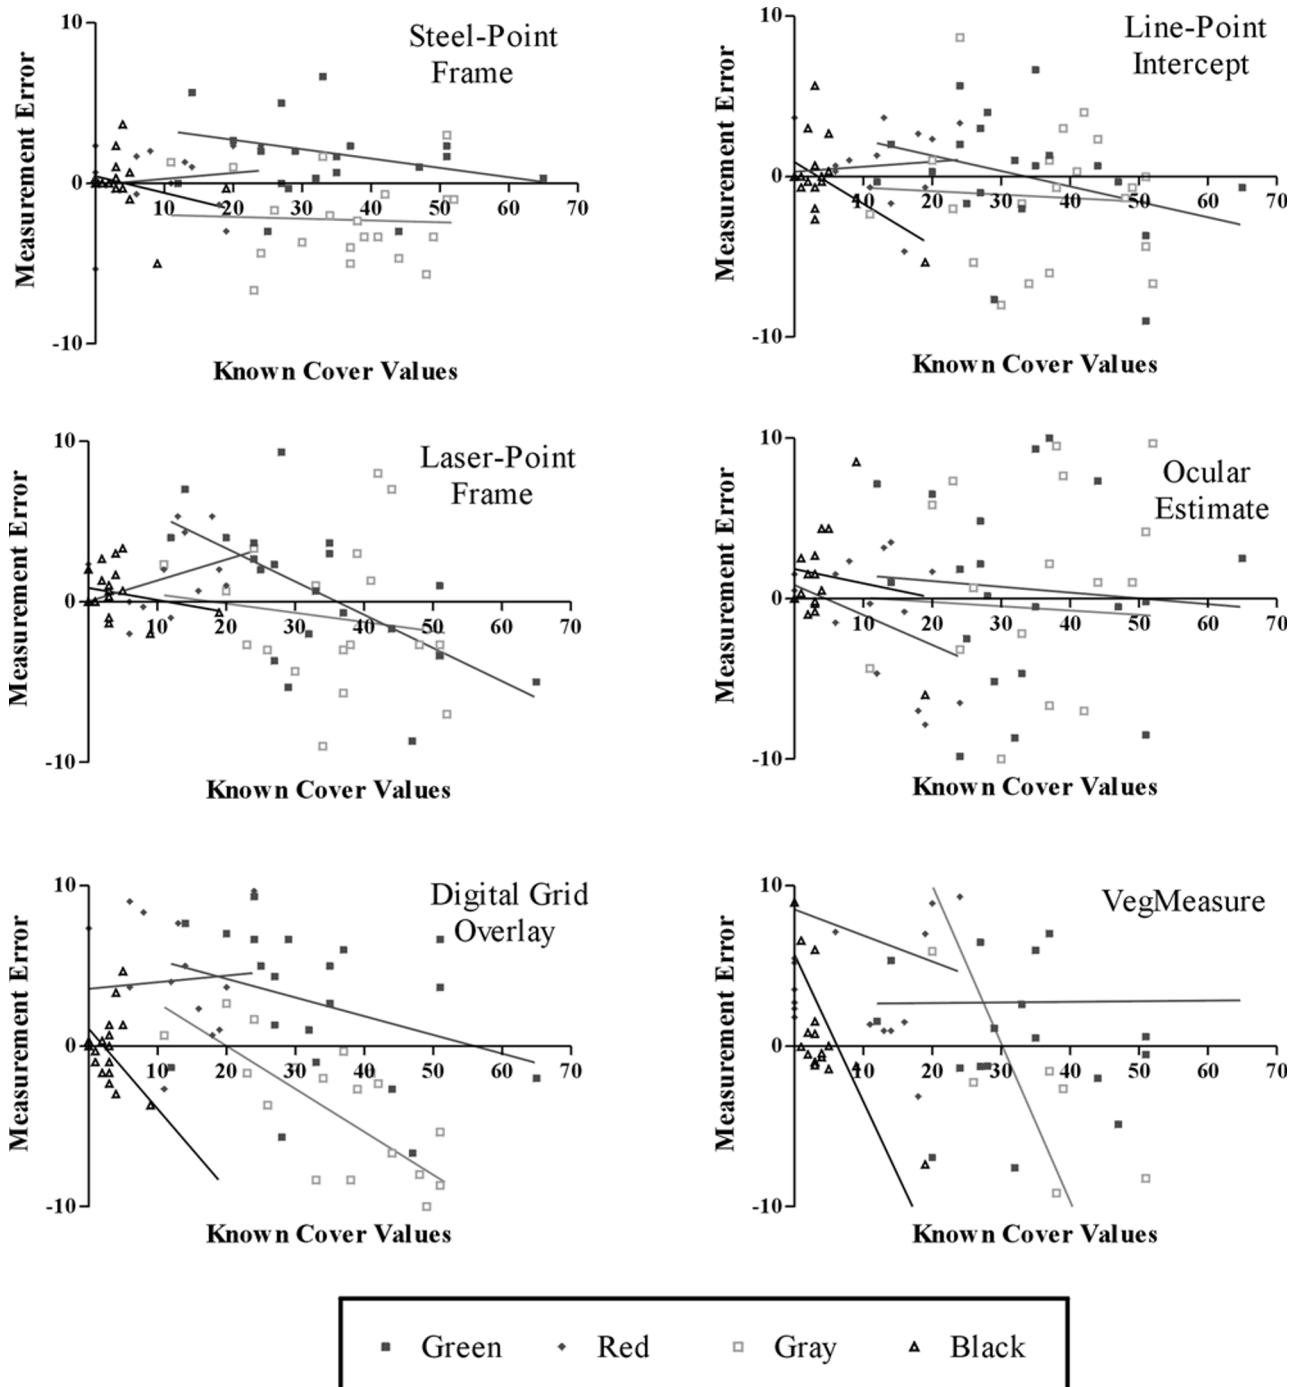 10
Steel-Point
Frame
Measurement Error
0
10 20 30 40 50 60 70
-10
Known Cover Values
10
Line-Point
Intercept
Measurement Error
0
10 20 30 40 50 60 70
-10
Known Cover Values
10
Laser-Point
Frame
Measurement Error
0
10 20 30 40 50 60 70
-10
Known Cover Values
10
Ocular
Estimate
Measurement Error
0
10 20 30 40 50 60 70
-10
Known Cover Values
10
Digital Grid
Overlay
Measurement Error
0
10 20 30 40 50 60 70
-10
Known Cover Values
10
VegMeasure
Measurement Error
0
10 20 30 40 50 60 70
-10
Known Cover Values
Green Red Gray Black